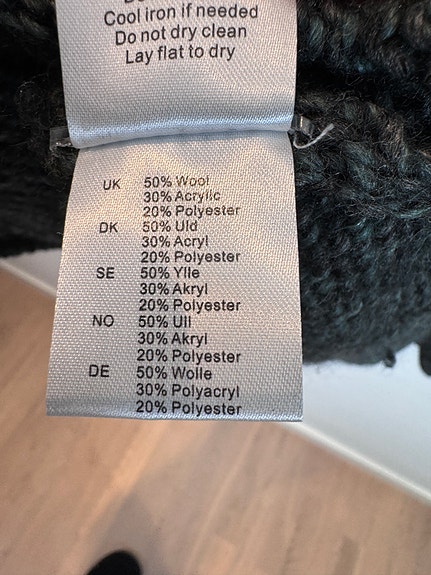 Cool iron if needed
Do not dry clean
Lay flat to dry
UK 50% Wool
30% Acrylic
20% Polyester
DK 50% Uld
30% Acryl
20% Polyester
SE 50% Ylle
30% Akryl
20% Polyester
NO 50% Ull
30% Akryl
20% Polyester
DE 50% Wolle
30% Polyacryl
20% Polyester